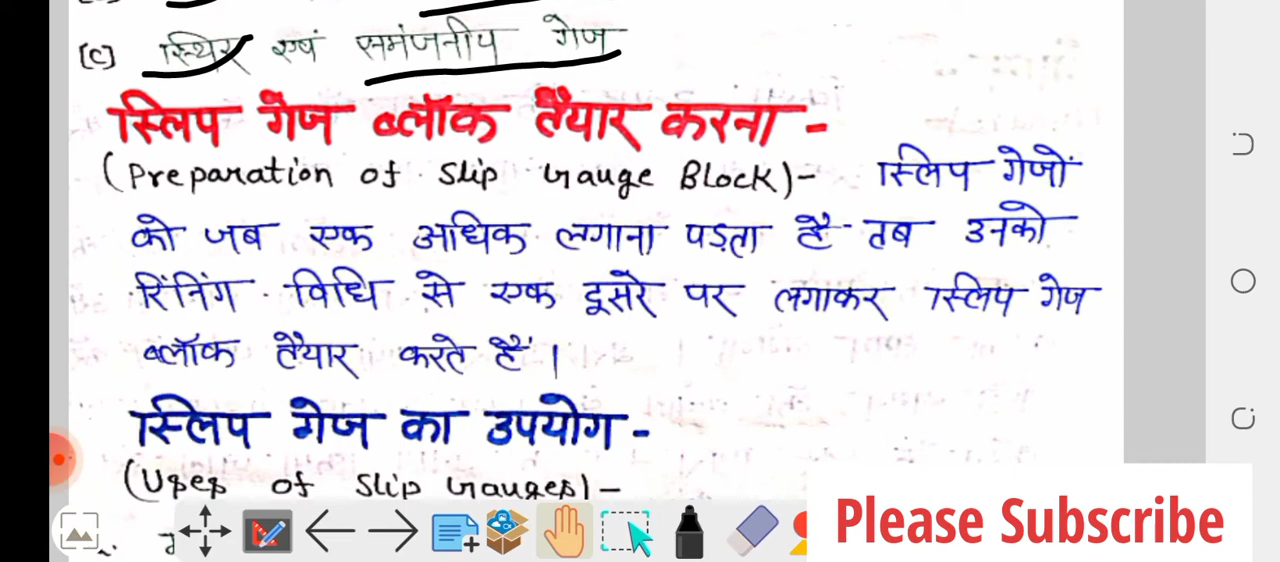 [C] स्थिर एवं समंजनीय गेज
स्लिप गेज ब्लॉक तैयार करना -
(Preparation of Slip Gauge Block)- स्लिप गेजों
को जब एक अधिक लगाना पड़ता है तब उनको
रिंनिंग विधि से एक दूसरे पर लगाकर स्लिप गेज
ब्लॉक तैयार करते हैं।
स्लिप गेज का उपयोग -
(Uses of Slip Gauges)-
Please Subscribe